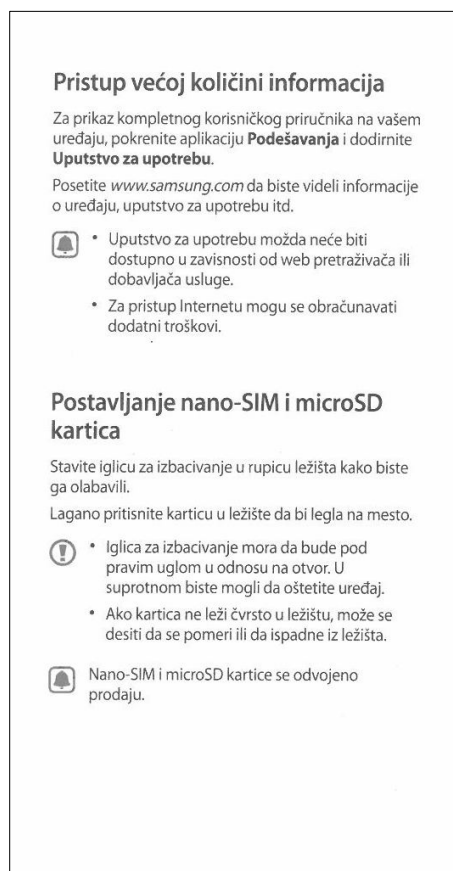 Pristup većoj količini informacija
Za prikaz kompletnog korisničkog priručnika na vašem
uređaju, pokrenite aplikaciju Podešavanja i dodirnite
Uputstvo za upotrebu.
Posetite www.samsung.com da biste videli informacije
o uređaju, uputstvo za upotrebu itd.
• Uputstvo za upotrebu možda neće biti
dostupno u zavisnosti od web pretraživača ili
dobavljača usluge.
• Za pristup Internetu mogu se obračunavati
dodatni troškovi.
Postavljanje nano-SIM i microSD
kartica
Stavite iglicu za izbacivanje u rupicu ležišta kako biste
ga olabavili.
Lagano pritisnite karticu u ležište da bi legla na mesto.
• Iglica za izbacivanje mora da bude pod
pravim uglom u odnosu na otvor. U
suprotnom biste mogli da oštetite uređaj.
• Ako kartica ne leži čvrsto u ležištu, može se
desiti da se pomeri ili da ispadne iz ležišta.
Nano-SIM i microSD kartice se odvojeno
prodaju.